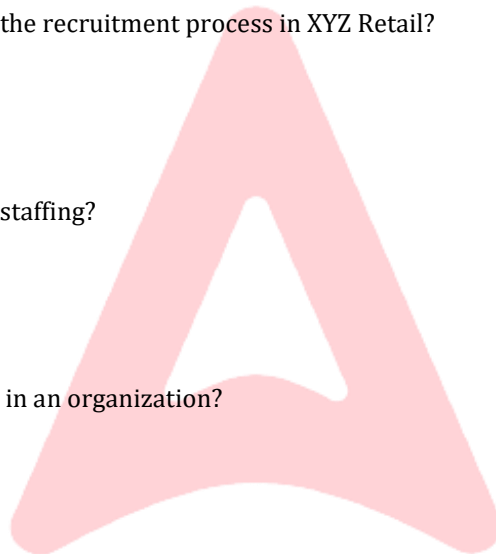 the recruitment process in XYZ Retail?
staffing?
in an organization?